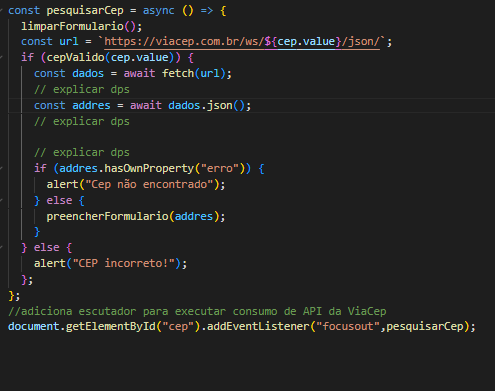 const pesquisarCep = async () => {
limparFormulario();
const url = `https://viacep.com.br/ws/${cep.value}/json/`;
if (cepValido(cep.value)) {
const dados = await fetch(url);
// explicar dps
const addres = await dados.json();
// explicar dps
// explicar dps
if (addres.hasOwnProperty("erro")) {
alert("Cep não encontrado");
} else {
preencherFormulario(addres);
}
} else {
alert("CEP incorreto!");
};
};
//adiciona escutador para executar consumo de API da ViaCep
document.getElementById("cep").addEventListener("focusout",pesquisarCep);